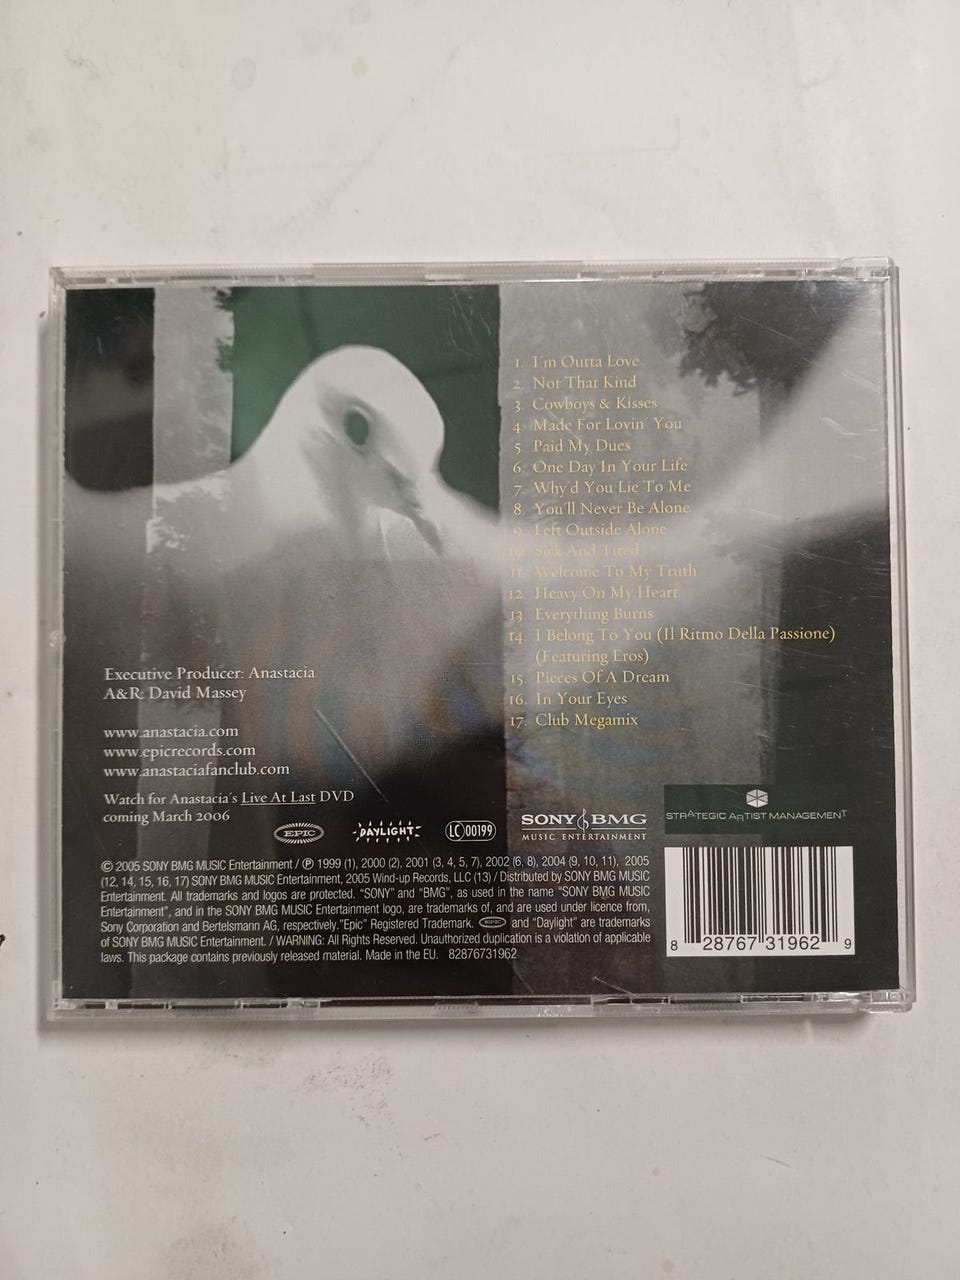 1. I'm Outta Love
2. Not That Kind
3. Cowboys & Kisses
4. Made For Lovin´ You
5. Paid My Dues
6. One Day In Your Life
7. Why´d You Lie To Me
8. You´ll Never Be Alone
9. Left Outside Alone
10. Sick And Tired
11. Welcome To My Truth
12. Heavy On My Heart
13. Everything Burns
14. I Belong To You (Il Ritmo Della Passione)
(Featuring Eros)
15. Pieces Of A Dream
16. In Your Eyes
17. Club Megamix
Executive Producer: Anastacia
A&R: David Massey
www.anastacia.com
www.epicrecords.com
www.anastaciafanclub.com
Watch for Anastacia´s Live At Last DVD
coming March 2006
EPIC
DAYLIGHT
LC 00199
SONY BMG
MUSIC ENTERTAINMENT
STRATEGIC ARTIST MANAGEMENT
© 2005 SONY BMG MUSIC Entertainment / ℗ 1999 (1), 2000 (2), 2001 (3, 4, 5, 7), 2002 (6, 8), 2004 (9, 10, 11), 2005
(12, 14, 15, 16, 17) SONY BMG MUSIC Entertainment, 2005 Wind-up Records, LLC (13) / Distributed by SONY BMG MUSIC
Entertainment. All trademarks and logos are protected. "SONY" and "BMG", as used in the name "SONY BMG MUSIC
Entertainment", and in the SONY BMG MUSIC Entertainment logo, are trademarks of, and are used under licence from,
Sony Corporation and Bertelsmann AG, respectively."Epic" Registered Trademark. EPIC and "Daylight" are trademarks
of SONY BMG MUSIC Entertainment. / WARNING: All Rights Reserved. Unauthorized duplication is a violation of applicable
laws. This package contains previously released material. Made in the EU. 82876731962
8 28767 31962 9